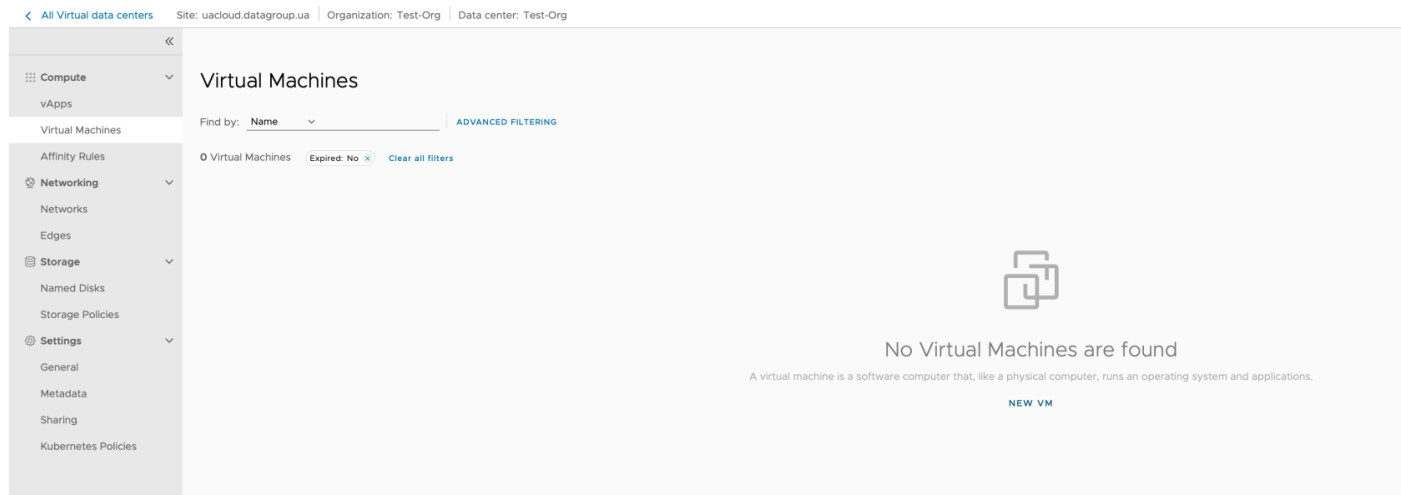 All Virtual data centers Site: uacloud.datagroup.ua Organization: Test-Org Data center: Test-Org
Compute
vApps
Virtual Machines
Affinity Rules
Networking
Networks
Edges
Storage
Named Disks
Storage Policies
Settings
General
Metadata
Sharing
Kubernetes Policies
Virtual Machines
Find by: Name ADVANCED FILTERING
0 Virtual Machines Expired: No Clear all filters
No Virtual Machines are found
A virtual machine is a software computer that, like a physical computer, runs an operating system and applications.
NEW VM